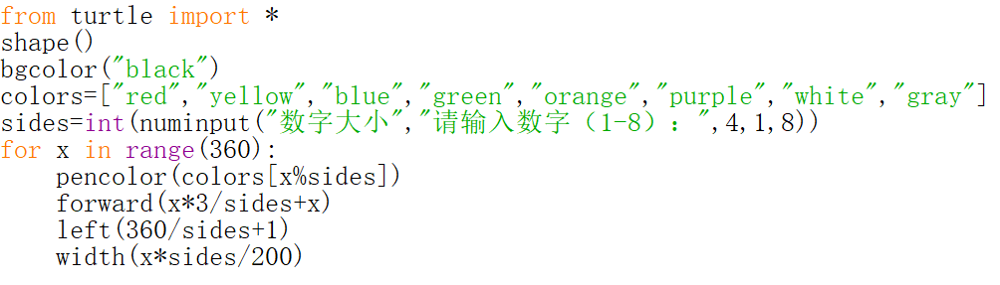 from turtle import *
shape()
bgcolor("black")
colors=["red","yellow","blue","green","orange","purple","white","gray"]
sides=int(numinput("数字大小","请输入数字（1-8）：",4,1,8))
for x in range(360):
    pencolor(colors[x%sides])
    forward(x*3/sides+x)
    left(360/sides+1)
    width(x*sides/200)